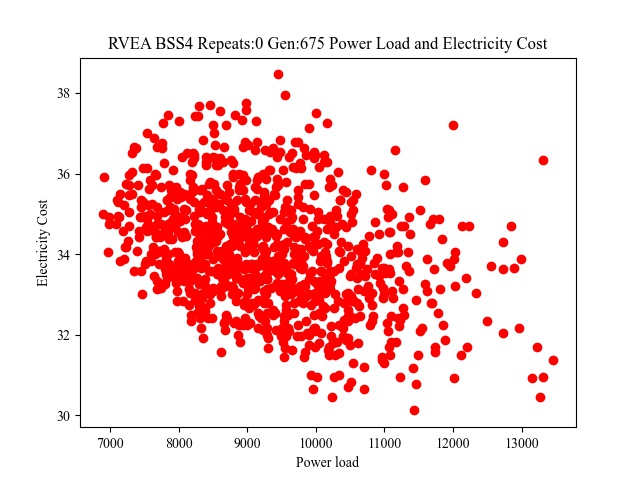 RVEA BSS4 Repeats:0 Gen:675 Power Load and Electricity Cost
38
36
34
32
30
Electricity Cost
7000 8000 9000 10000 11000 12000 13000
Power load